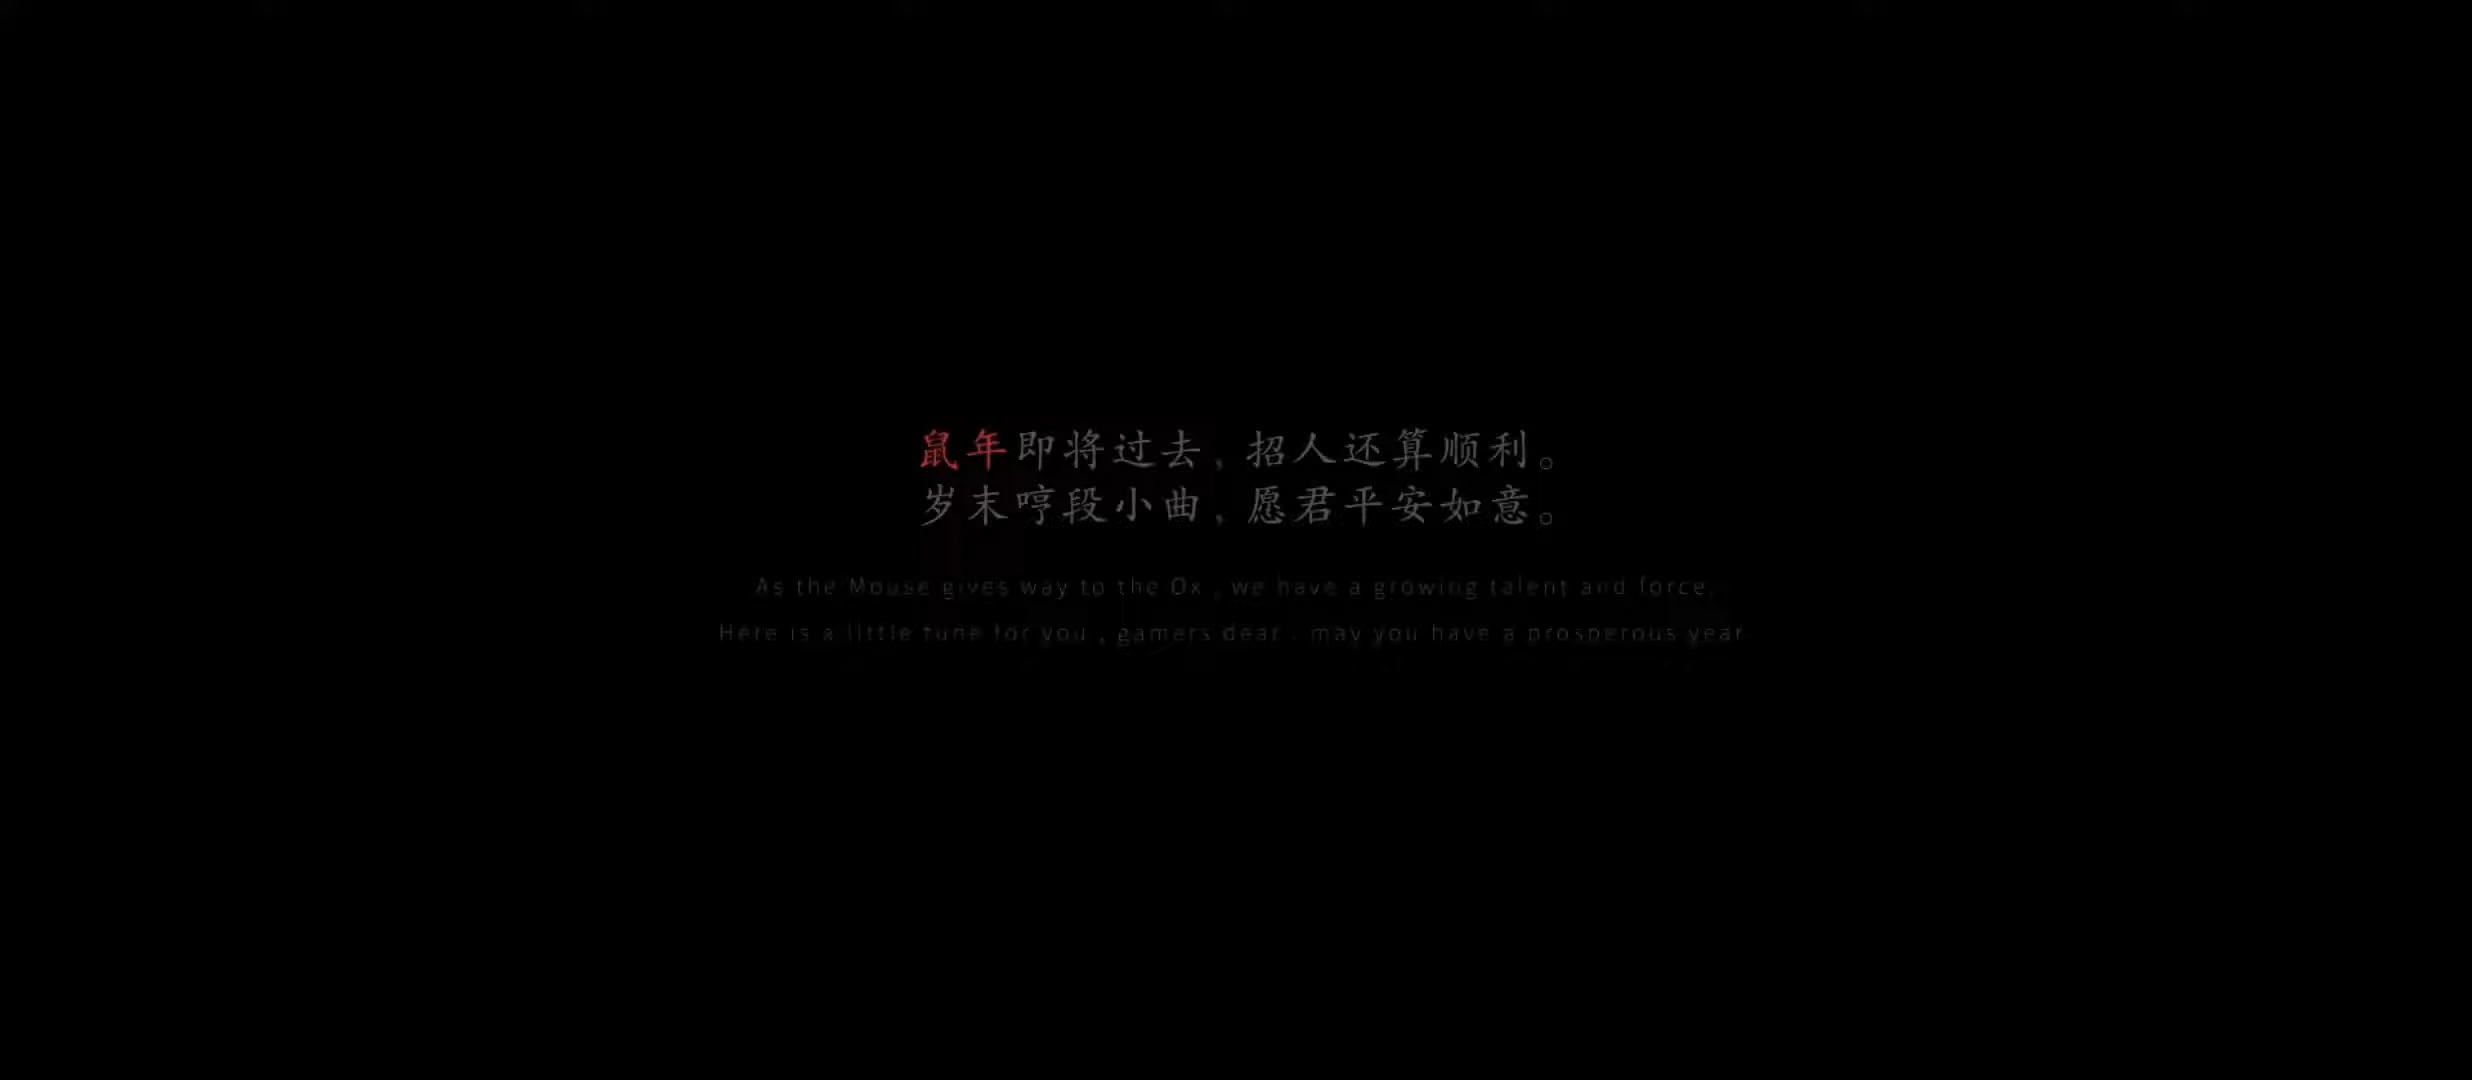 鼠年即将过去，招人还算顺利。
岁末哼段小曲，愿君平安如意。
As the Mouse gives way to the Ox , we have a growing talent and force.
Here is a little tune for you , gamers dear . may you have a prosperous year